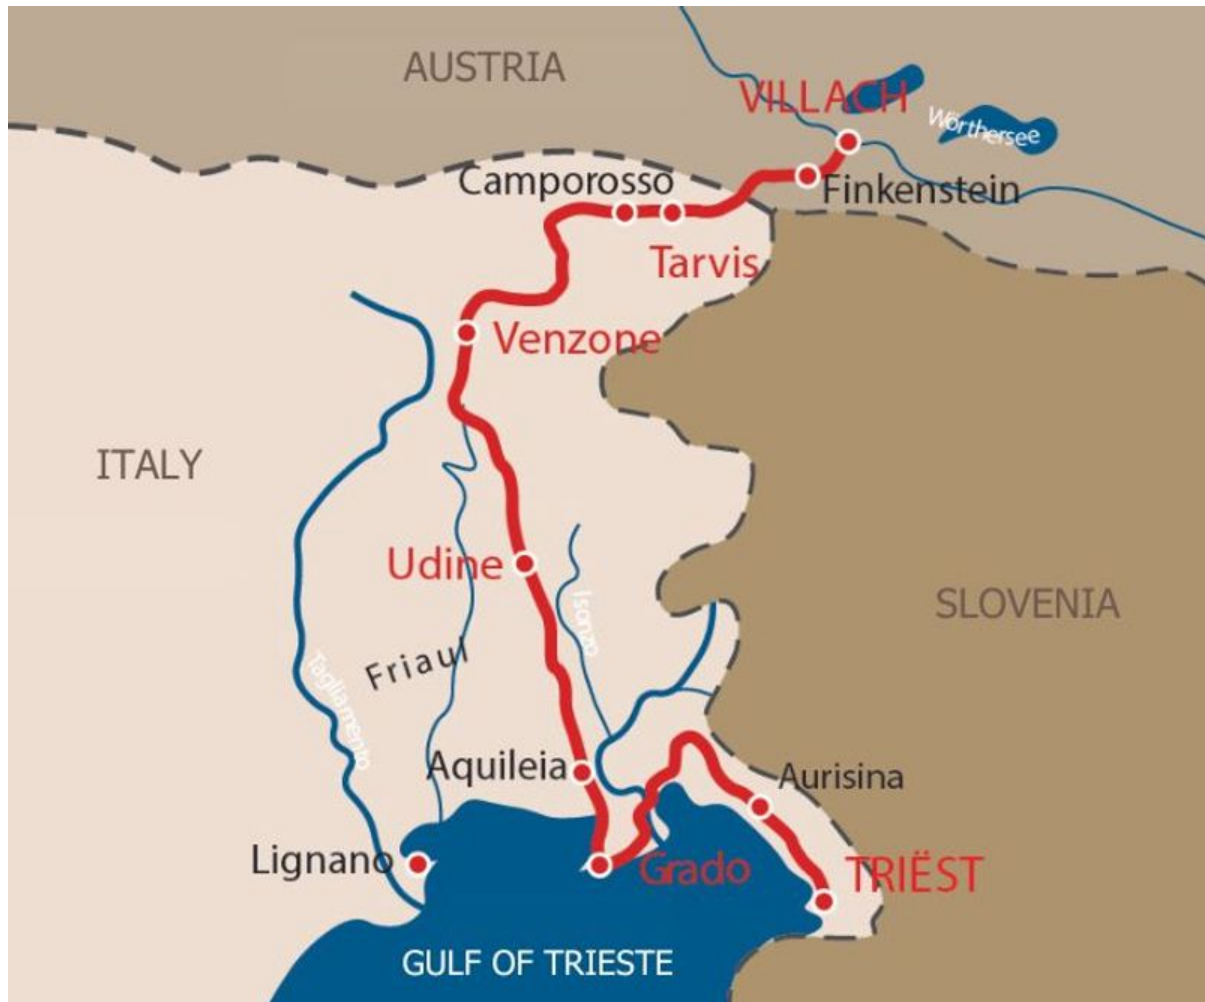 AUSTRIA
VILLACH
Wörthersee
Camporosso
Finkenstein
Tarvis
Venzone
ITALY
Udine
Isonzo
SLOVENIA
Friaul
Tagliamento
Aquileia
Aurisina
Lignano
Grado
TRIËST
GULF OF TRIESTE